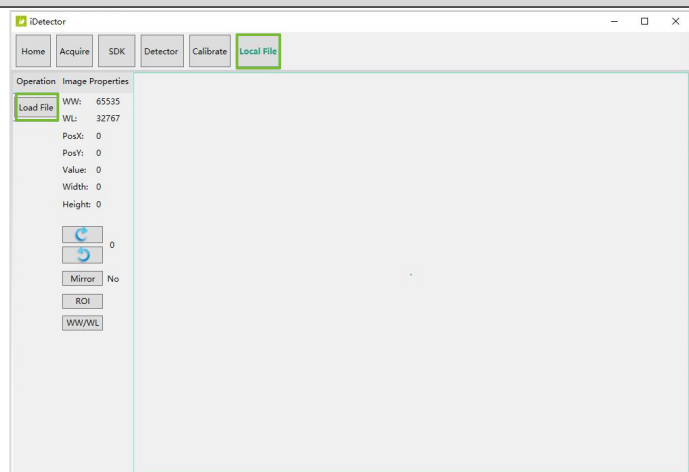 iDetector
Home Acquire SDK Detector Calibrate Local File
Operation Image Properties
Load File
WW: 65535
WL: 32767
PosX: 0
PosY: 0
Value: 0
Width: 0
Height: 0
0
Mirror No
ROI
WW/WL